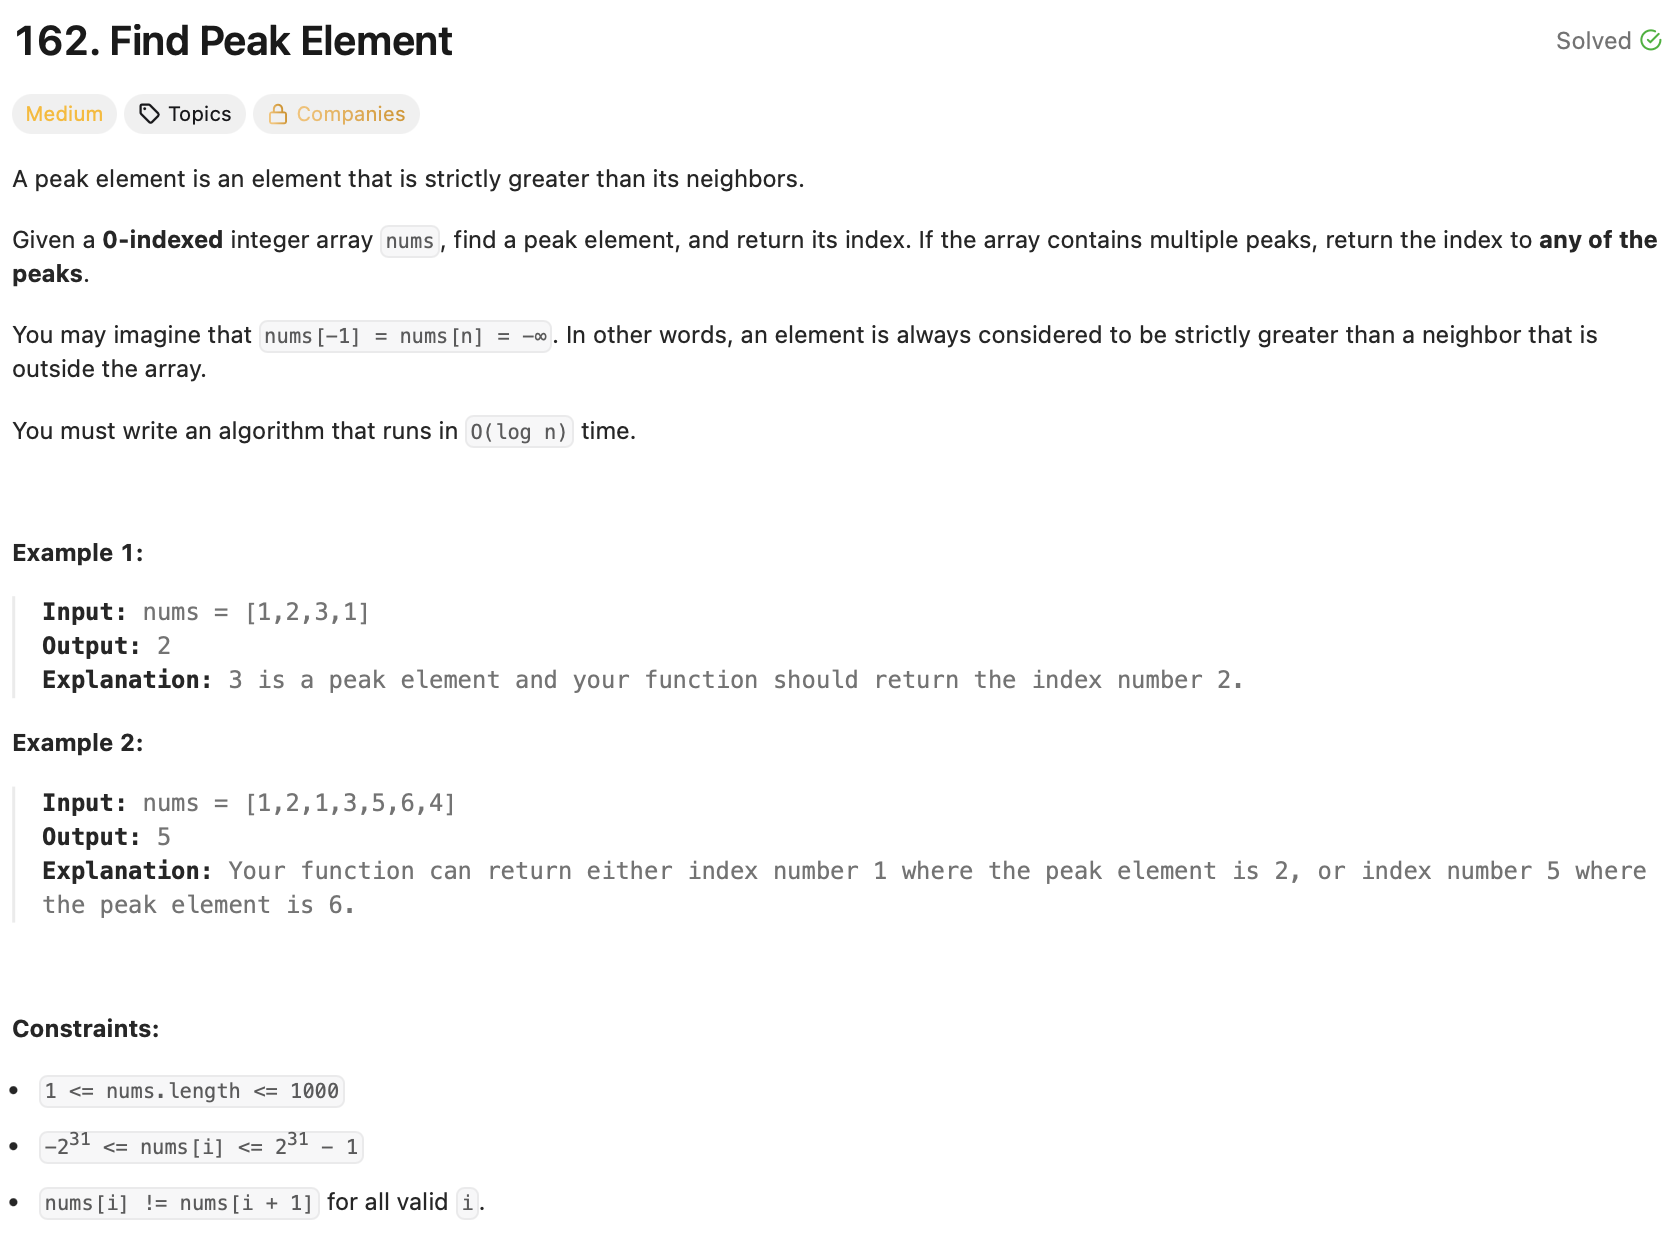 162. Find Peak Element
Solved
Medium Topics Companies
A peak element is an element that is strictly greater than its neighbors.
Given a 0-indexed integer array nums, find a peak element, and return its index. If the array contains multiple peaks, return the index to any of the
peaks.
You may imagine that nums[-1] = nums[n] = -∞. In other words, an element is always considered to be strictly greater than a neighbor that is
outside the array.
You must write an algorithm that runs in O(log n) time.
Example 1:
Input: nums = [1,2,3,1]
Output: 2
Explanation: 3 is a peak element and your function should return the index number 2.
Example 2:
Input: nums = [1,2,1,3,5,6,4]
Output: 5
Explanation: Your function can return either index number 1 where the peak element is 2, or index number 5 where
the peak element is 6.
Constraints:
• 1 <= nums.length <= 1000
• -2³¹ <= nums[i] <= 2³¹ - 1
• nums[i] != nums[i + 1] for all valid i.